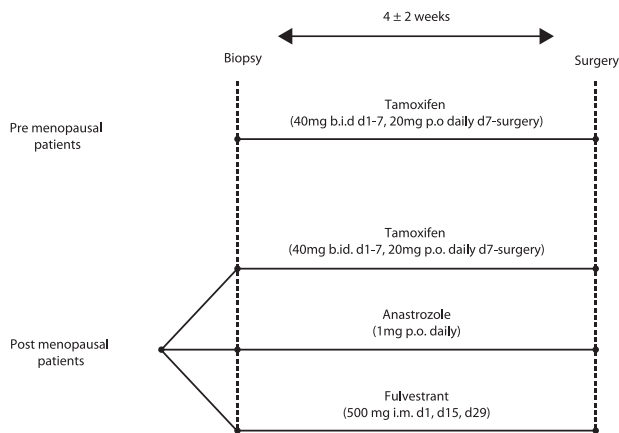 4 ± 2 weeks
Biopsy
Surgery
Pre menopausal
patients
Tamoxifen
(40mg b.i.d d1-7, 20mg p.o daily d7-surgery)
Tamoxifen
(40mg b.id. d1-7, 20mg p.o. daily d7-surgery)
Post menopausal
patients
Anastrozole
(1mg p.o. daily)
Fulvestrant
(500 mg i.m. d1, d15, d29)